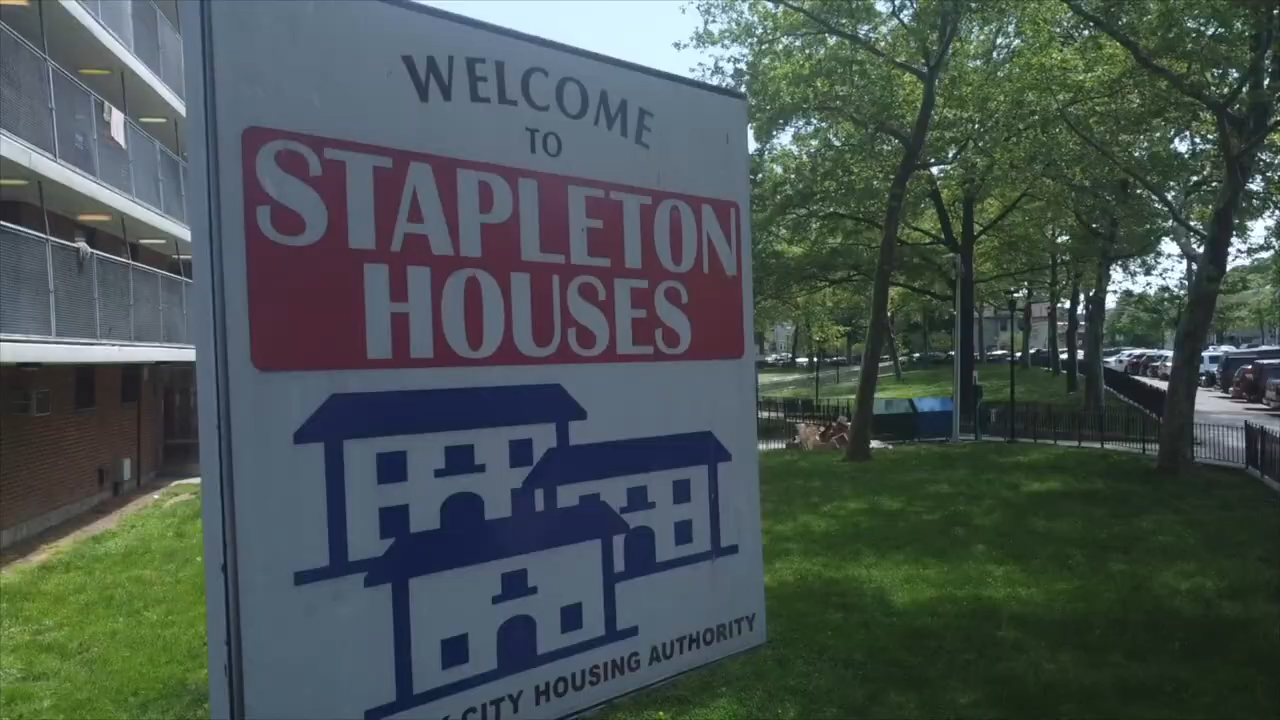 WELCOME
TO
STAPLETON
HOUSES
CITY HOUSING AUTHORITY